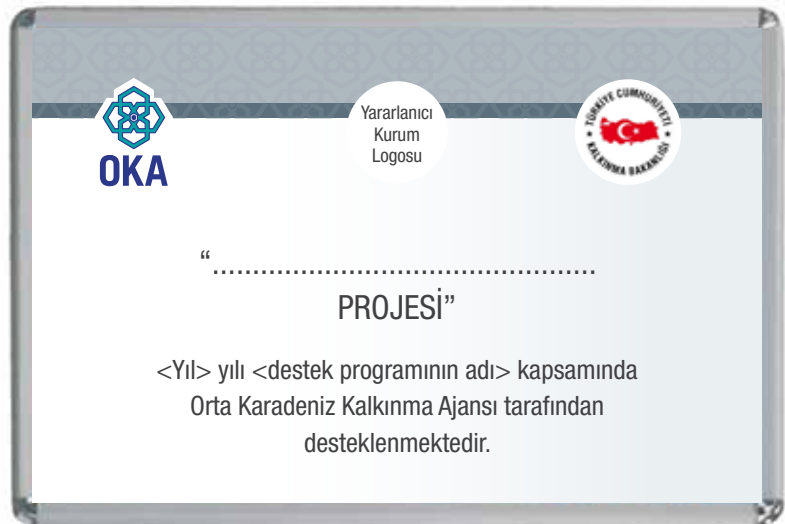 OKA
Yararlanıcı
Kurum
Logosu
TÜRKİYE CUMHURİYETİ
KALKINMA BAKANLIĞI
“...............................................
PROJESİ”
<Yıl> yılı <destek programının adı> kapsamında
Orta Karadeniz Kalkınma Ajansı tarafından
desteklenmektedir.